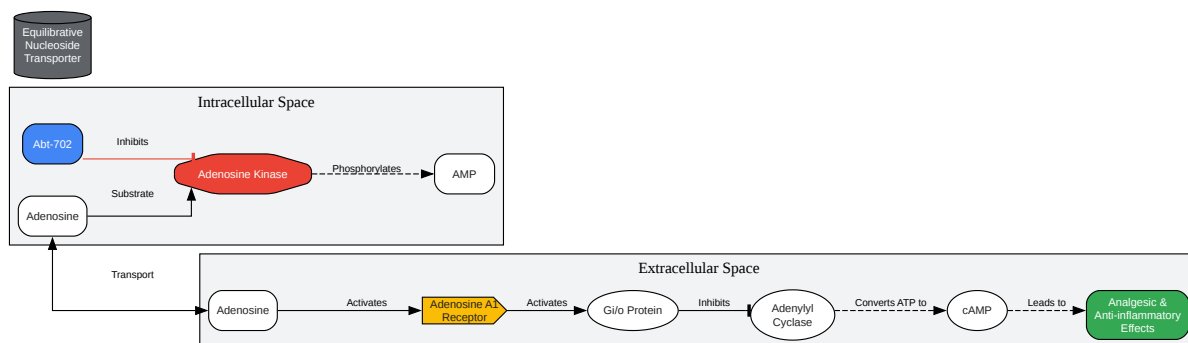 Equilibrative
Nucleoside
Transporter
Intracellular Space
Abt-702
Inhibits
Adenosine Kinase
Phosphorylates
AMP
Substrate
Adenosine
Transport
Extracellular Space
Adenosine
Activates
Adenosine A1
Receptor
Activates
Gi/o Protein
Inhibits
Adenylyl
Cyclase
Converts ATP to
cAMP
Leads to
Analgesic &
Anti-inflammatory
Effects